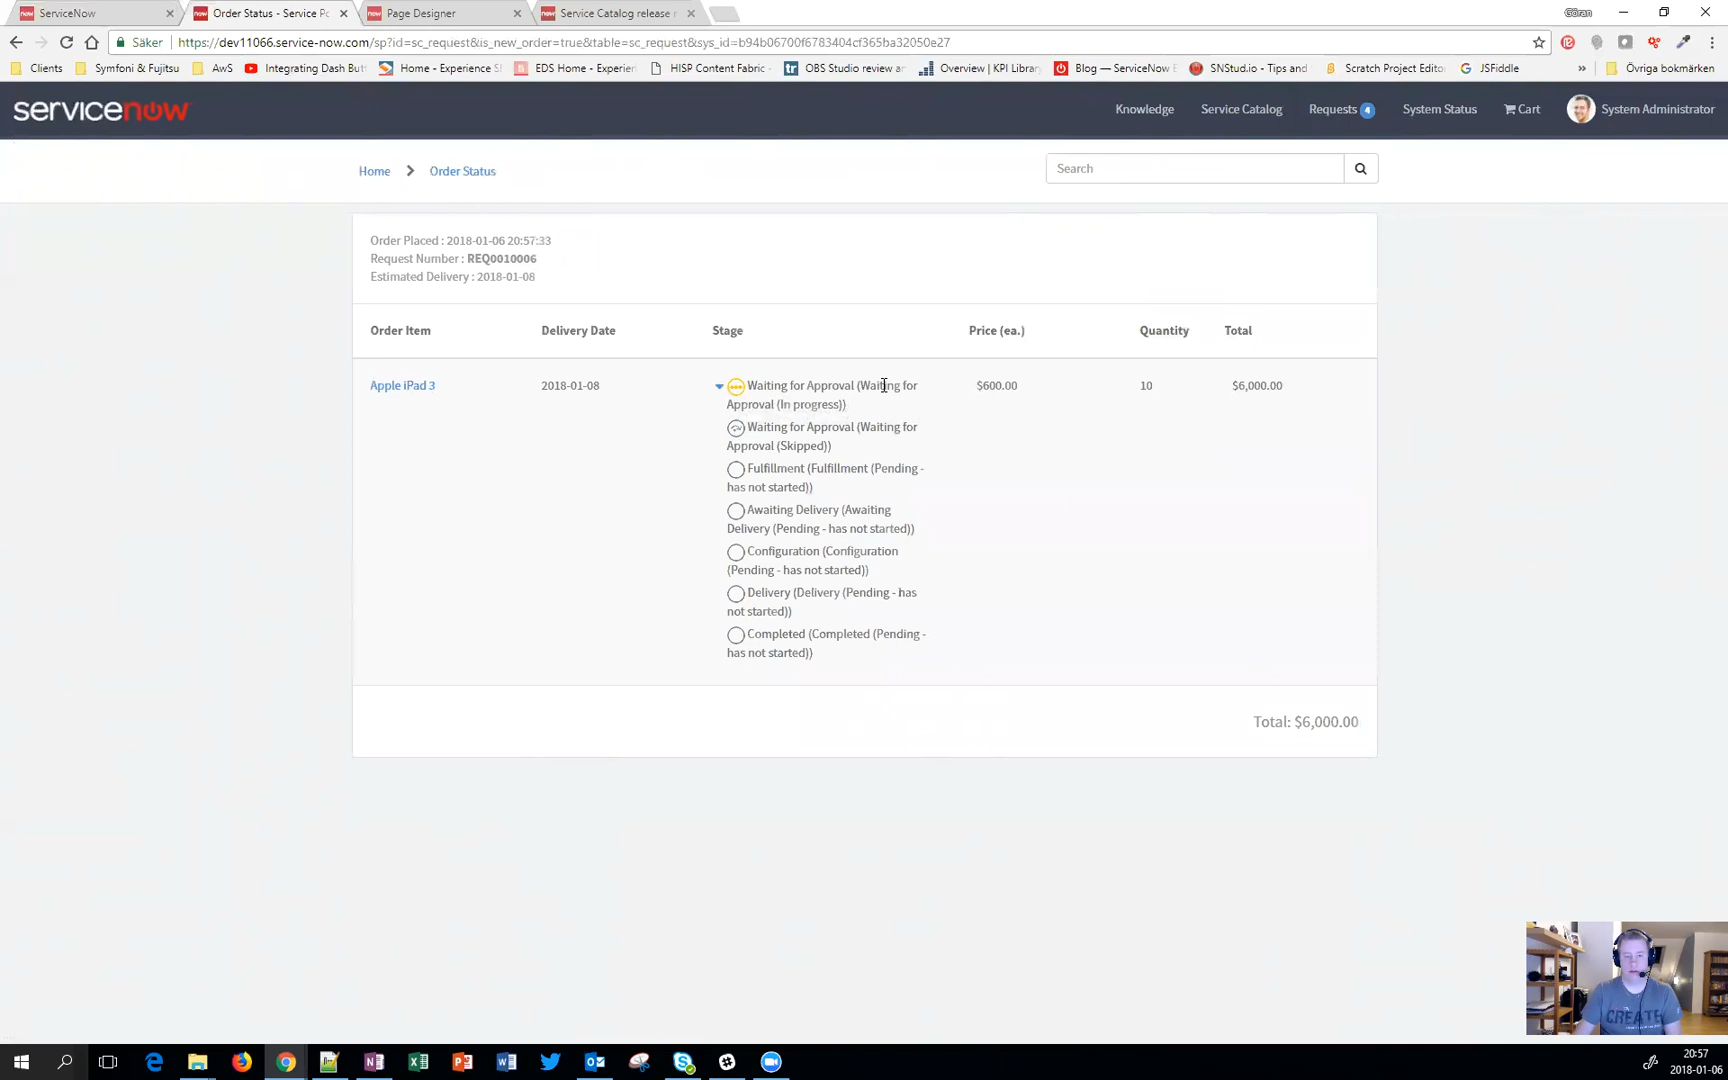 ServiceNow
Order Status - Service Po
Page Designer
Service Catalog release n
Göran
Säker
https://dev11066.service-now.com/sp?id=sc_request&is_new_order=true&table=sc_request&sys_id=b94b06700f6783404cf365ba32050e27
Clients
Symfoni & Fujitsu
AwS
Integrating Dash Butt
Home - Experience S
EDS Home - Experien
HISP Content Fabric
OBS Studio review a
Overview | KPI Library
Blog — ServiceNow E
SNStud.io - Tips and
Scratch Project Editor
JSFiddle
»
Övriga bokmärken
servicenow
Knowledge
Service Catalog
Requests 4
System Status
Cart
System Administrator
Home > Order Status
Search
Order Placed : 2018-01-06 20:57:33
Request Number : REQ0010006
Estimated Delivery : 2018-01-08
Order Item Delivery Date Stage Price (ea.) Quantity Total
Apple iPad 3 2018-01-08 Waiting for Approval (Waiting for $600.00 10 $6,000.00
Approval (In progress))
Waiting for Approval (Waiting for
Approval (Skipped))
Fulfillment (Fulfillment (Pending -
has not started))
Awaiting Delivery (Awaiting
Delivery (Pending - has not started))
Configuration (Configuration
(Pending - has not started))
Delivery (Delivery (Pending - has
not started))
Completed (Completed (Pending -
has not started))
Total: $6,000.00
CREATE
20:57
2018-01-06